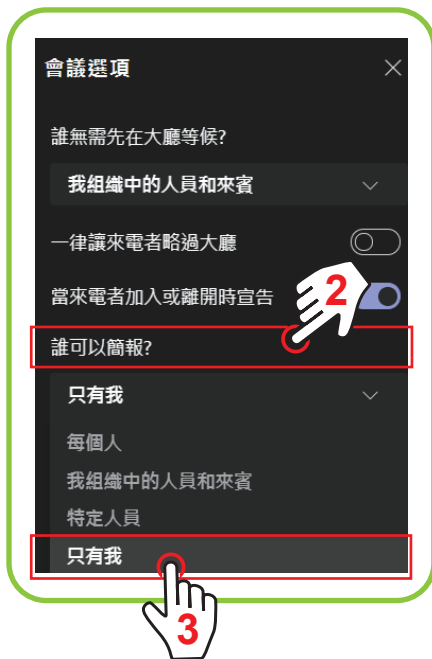 會議選項
誰無需先在大廳等候?
我組織中的人員和來賓
一律讓來電者略過大廳
當來電者加入或離開時宣告
2
誰可以簡報?
只有我
每個人
我組織中的人員和來賓
特定人員
只有我
3